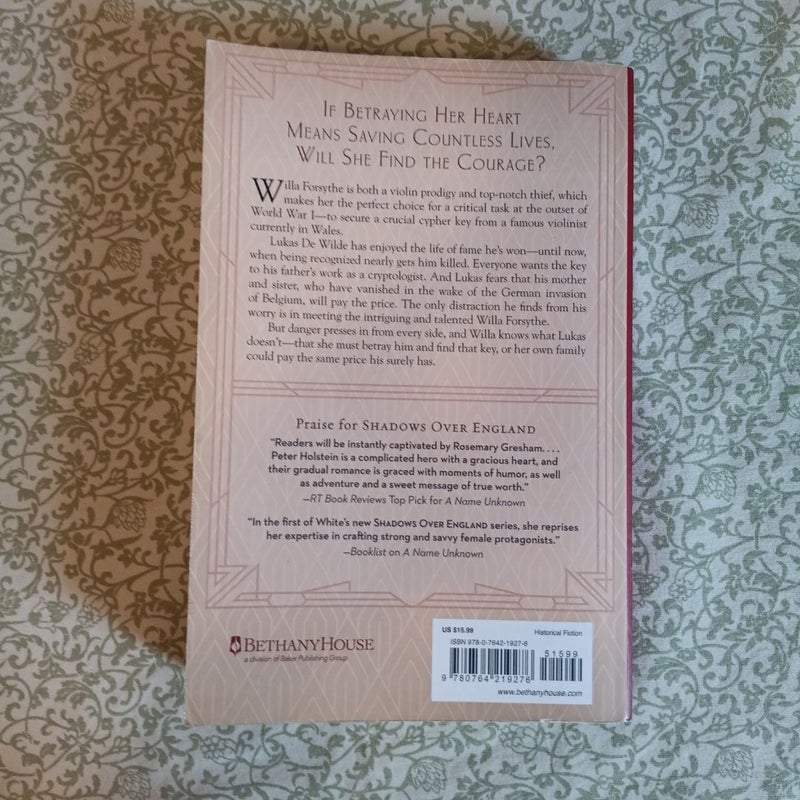 If Betraying Her Heart
Means Saving Countless Lives,
Will She Find the Courage?
Willa Forsythe is both a violin prodigy and top-notch thief, which
makes her the perfect choice for a critical task at the outset of
World War I—to secure a crucial cypher key from a famous violinist
currently in Wales.
Lukas De Wilde has enjoyed the life of fame he's won—until now,
when being recognized nearly gets him killed. Everyone wants the key
to his father's work as a cryptologist. And Lukas fears that his mother
and sister, who have vanished in the wake of the German invasion
of Belgium, will pay the price. The only distraction he finds from his
worry is in meeting the intriguing and talented Willa Forsythe.
But danger presses in from every side, and Willa knows what Lukas
doesn't—that she must betray him and find that key, or her own family
could pay the same price his surely has.
Praise for Shadows Over England
"Readers will be instantly captivated by Rosemary Gresham. . . .
Peter Holstein is a complicated hero with a gracious heart, and
their gradual romance is graced with moments of humor, as well
as adventure and a sweet message of true worth."
—RT Book Reviews Top Pick for A Name Unknown
"In the first of White's new Shadows Over England series, she reprises
her expertise in crafting strong and savvy female protagonists."
—Booklist on A Name Unknown
BethanyHouse
a division of Baker Publishing Group
US $15.99 Historical Fiction
ISBN 978-0-7642-1927-6
51599
9 780764 219276
www.bethanyhouse.com